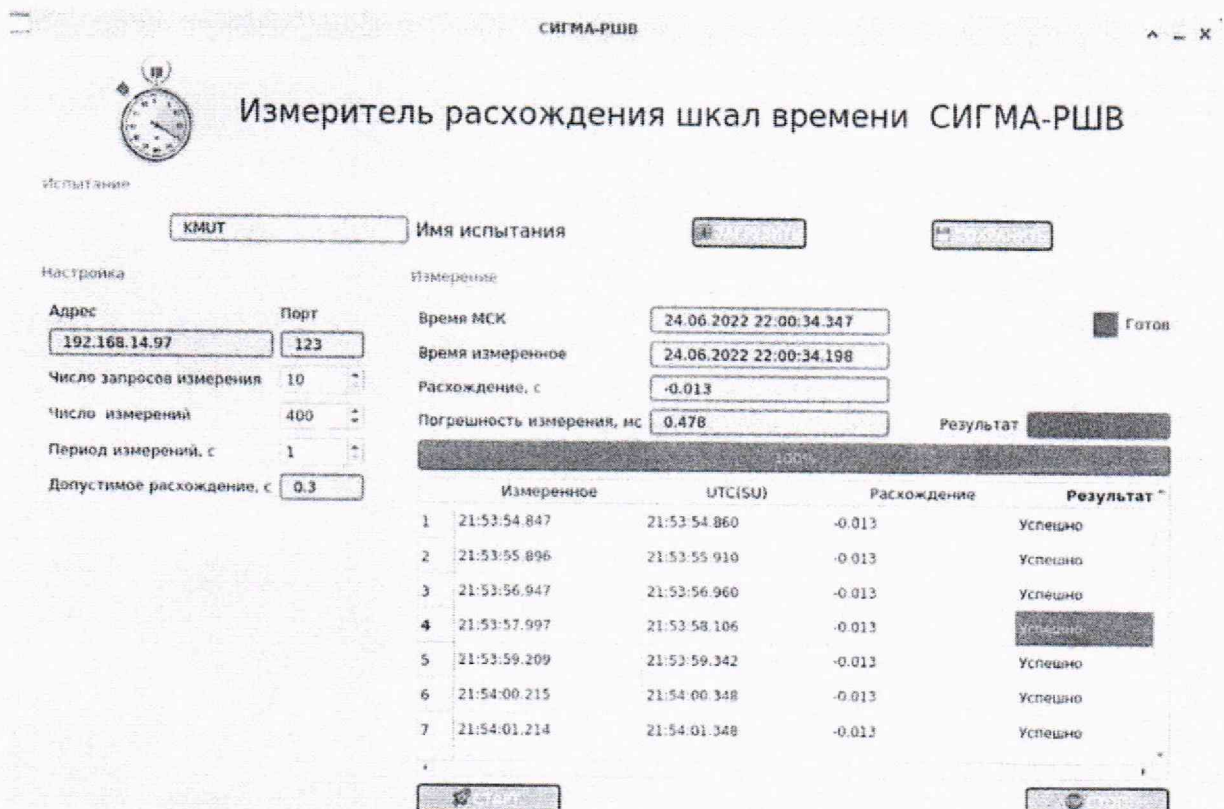 СИГМА-РШВ
Измеритель расхождения шкал времени СИГМА-РШВ
Испытание
KMUT Имя испытания
Настройка
Адрес Порт
192.168.14.97 123
Число запросов измерения 10
Число измерений 400
Период измерений, с 1
Допустимое расхождение, с 0.3
Измерение
Время МСК 24.06.2022 22:00:34.347 Готов
Время измеренное 24.06.2022 22:00:34.198
Расхождение, с -0.013
Погрешность измерения, мс 0.478 Результат
100%
Измеренное UTC(SU) Расхождение Результат
1 21:53:54.847 21:53:54.860 -0.013 Успешно
2 21:53:55.896 21:53:55.910 -0.013 Успешно
3 21:53:56.947 21:53:56.960 -0.013 Успешно
4 21:53:57.997 21:53:58.106 -0.013 Успешно
5 21:53:59.209 21:53:59.342 -0.013 Успешно
6 21:54:00.215 21:54:00.348 -0.013 Успешно
7 21:54:01.214 21:54:01.348 -0.013 Успешно
СТАРТ